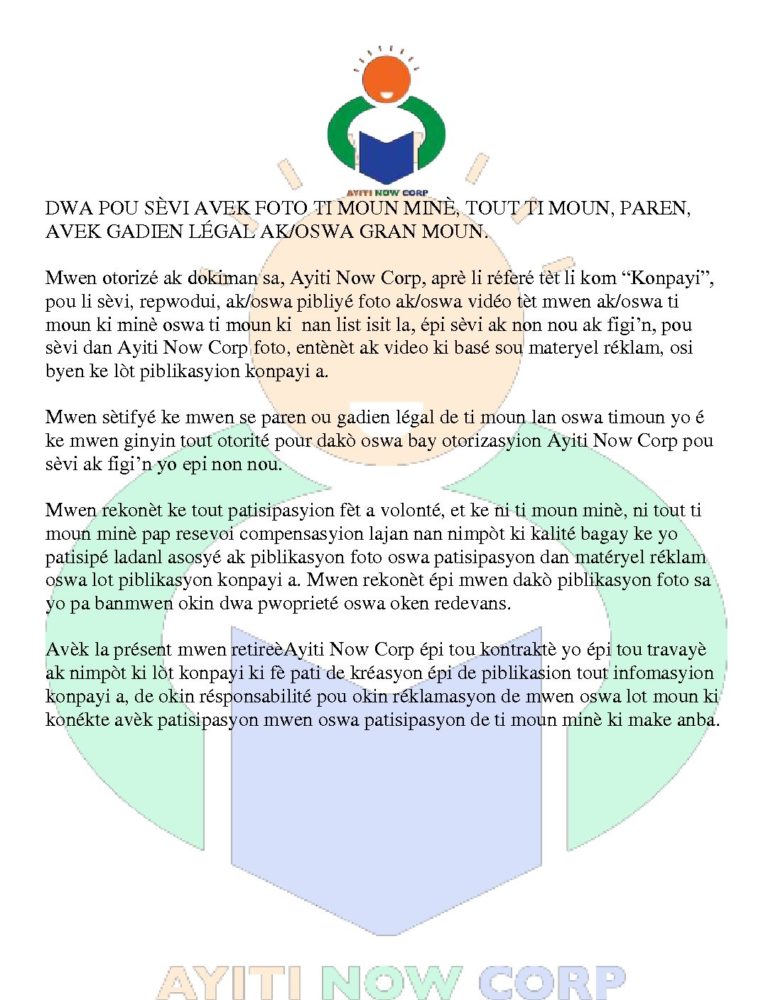 AYITI NOW CORP
DWA POU SÈVI AVEK FOTO TI MOUN MINÈ, TOUT TI MOUN, PAREN,
AVEK GADIEN LÉGAL AK/OSWA GRAN MOUN.
Mwen otorizé ak dokiman sa, Ayiti Now Corp, aprè li réferé tèt li kom “Konpayi”,
pou li sèvi, repwodui, ak/oswa pibliyé foto ak/oswa vidéo tèt mwen ak/oswa ti
moun ki minè oswa ti moun ki nan list isit la, épi sèvi ak non nou ak figi’n, pou
sèvi dan Ayiti Now Corp foto, entènèt ak video ki basé sou materyel réklam, osi
byen ke lòt piblikasyion konpayi a.
Mwen sètifyé ke mwen se paren ou gadien légal de ti moun lan oswa timoun yo é
ke mwen ginyin tout otorité pour dakò oswa bay otorizasyion Ayiti Now Corp pou
sèvi ak figi’n yo epi non nou.
Mwen rekonèt ke tout patisipasyion fèt a volonté, et ke ni ti moun minè, ni tout ti
moun minè pap resevoi compensasyion lajan nan nimpòt ki kalité bagay ke yo
patisipé ladanl asosyé ak piblikasyon foto oswa patisipasyon dan matéryel réklam
oswa lot piblikasyon konpayi a. Mwen rekonèt épi mwen dakò piblikasyon foto sa
yo pa banmwen okin dwa pwoprieté oswa oken redevans.
Avèk la présent mwen retireèAyiti Now Corp épi tou kontraktè yo épi tou travayè
ak nimpòt ki lòt konpayi ki fè pati de kréasyon épi de piblikasion tout infomasyion
konpayi a, de okin résponsabilité pou okin réklamasyon de mwen oswa lot moun ki
konékte avèk patisipasyon mwen oswa patisipasyon de ti moun minè ki make anba.
AYITI NOW CORP